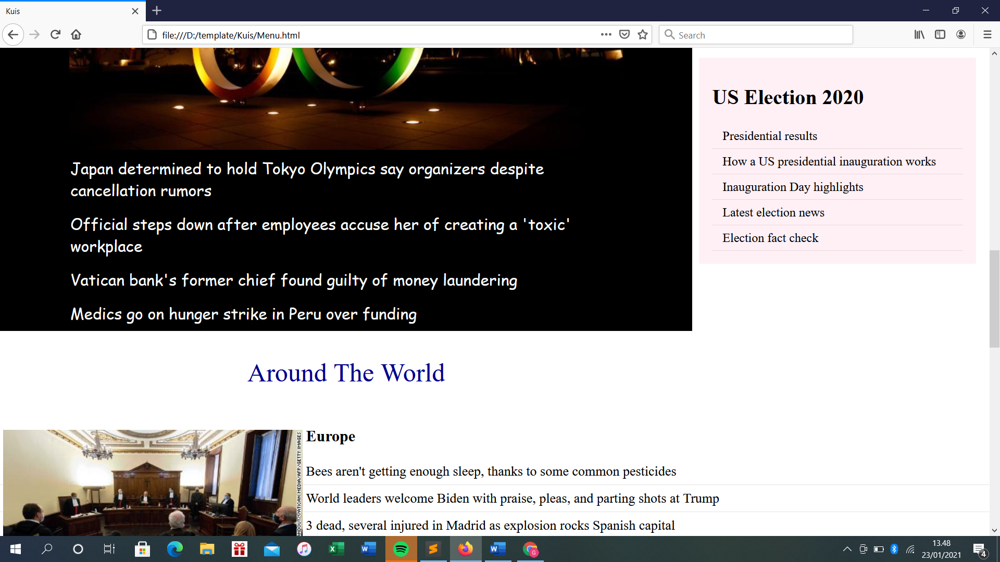 Kuis
file:///D:/template/Kuis/Menu.html
Search
Japan determined to hold Tokyo Olympics say organizers despite
cancellation rumors
Official steps down after employees accuse her of creating a 'toxic'
workplace
Vatican bank's former chief found guilty of money laundering
Medics go on hunger strike in Peru over funding
US Election 2020
Presidential results
How a US presidential inauguration works
Inauguration Day highlights
Latest election news
Election fact check
Around The World
ANDOUT/VATICAN MEDIA/AFP/GETTY IMAGES
Europe
Bees aren't getting enough sleep, thanks to some common pesticides
World leaders welcome Biden with praise, pleas, and parting shots at Trump
3 dead, several injured in Madrid as explosion rocks Spanish capital
G
13.48
23/01/2021
4